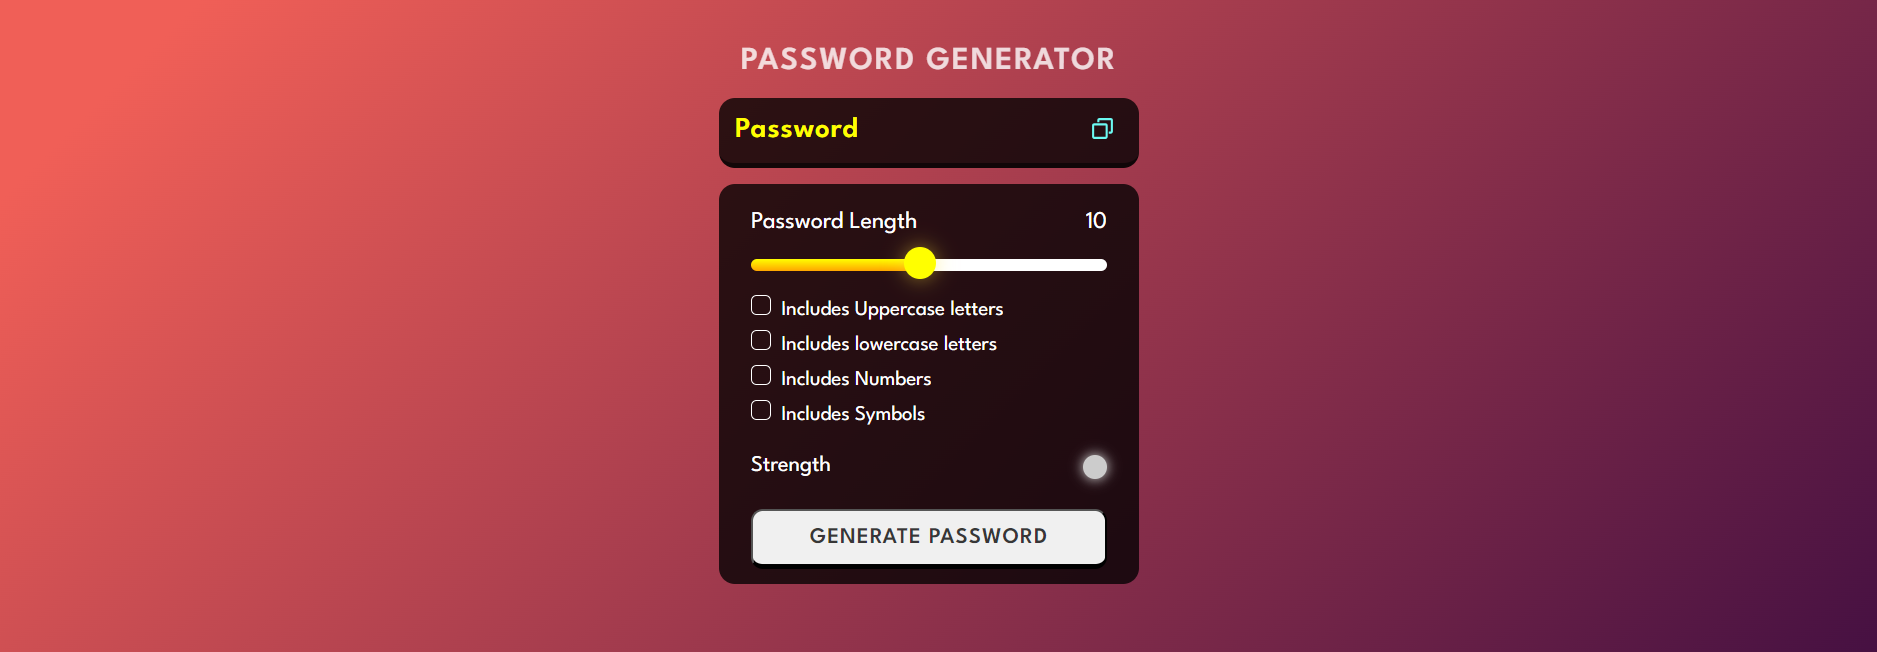 PASSWORD GENERATOR
Password
Password Length 10
Includes Uppercase letters
Includes lowercase letters
Includes Numbers
Includes Symbols
Strength
GENERATE PASSWORD